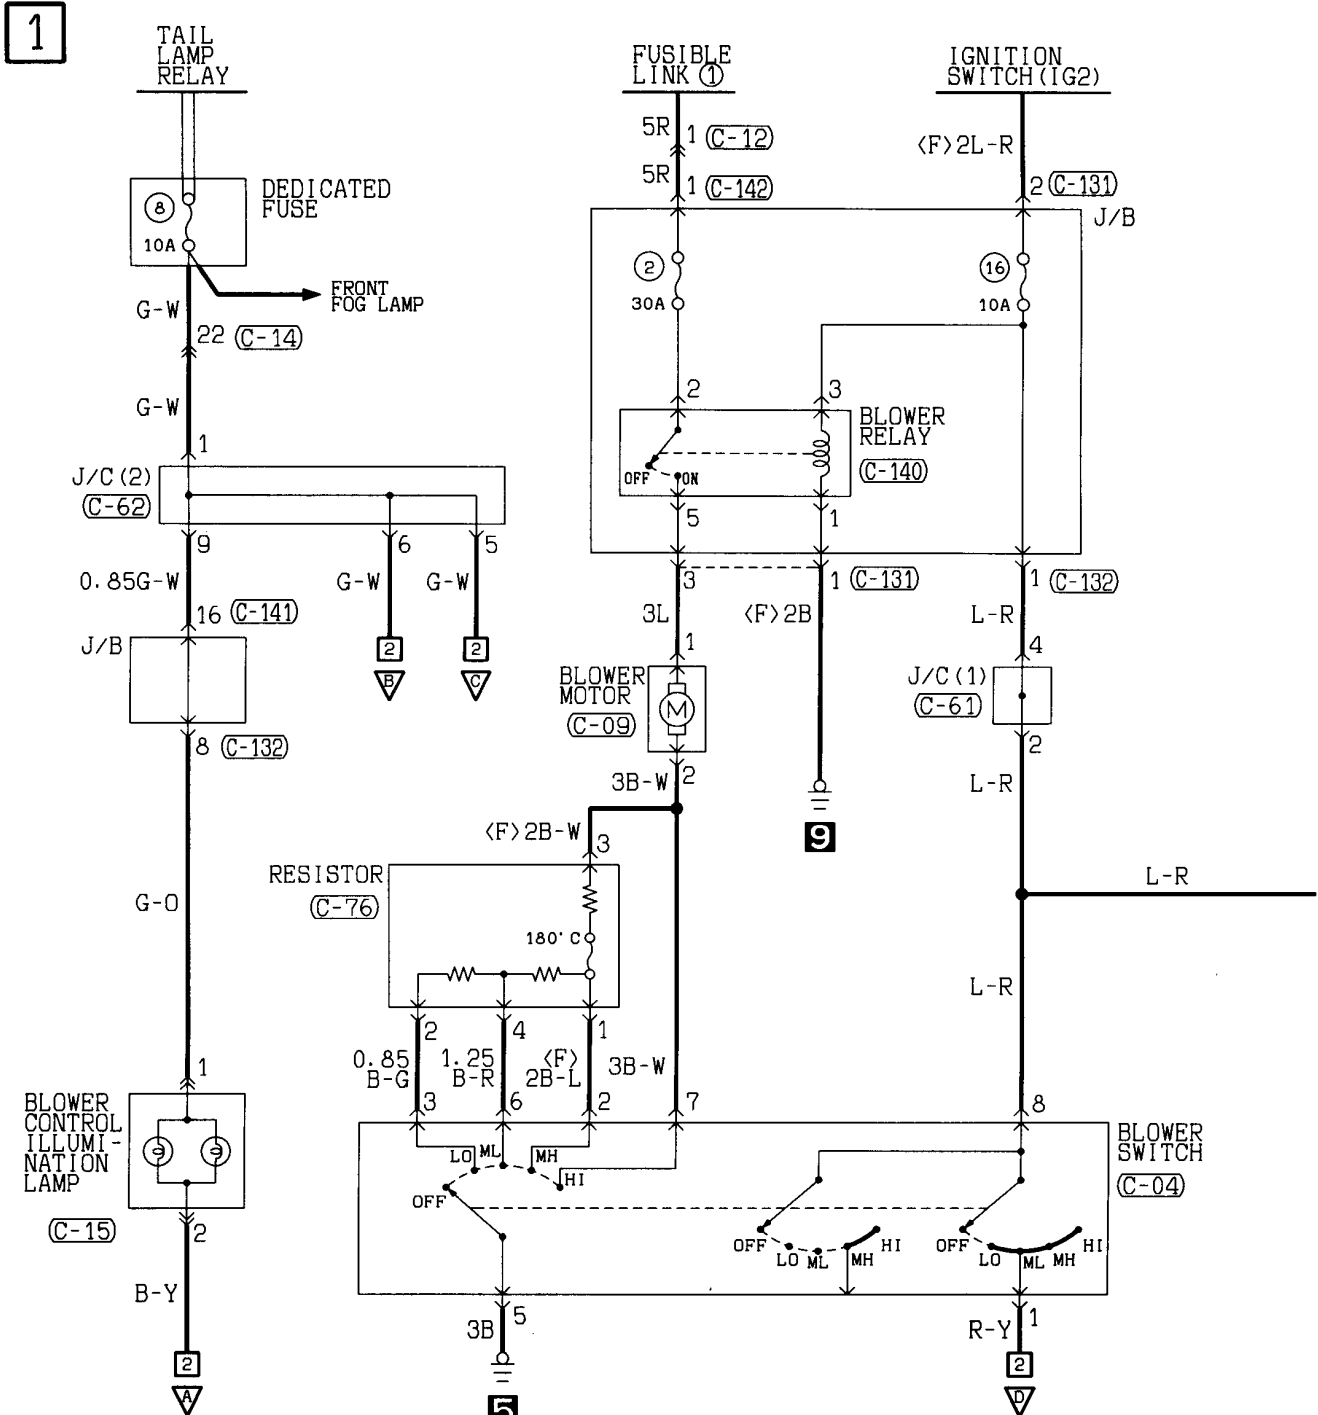 1
TAIL
LAMP
RELAY
FUSIBLE
LINK ①
IGNITION
SWITCH(IG2)
5R
1 (C-12)
5R
1 (C-142)
<F>2L-R
2 (C-131)
J/B
8
10A
DEDICATED
FUSE
FRONT
FOG LAMP
G-W
22 (C-14)
G-W
1
2
30A
16
10A
2
3
BLOWER
RELAY
(C-140)
OFF
ON
5
1
J/C(2)
(C-62)
9
6
5
0.85G-W
G-W
G-W
16 (C-141)
J/B
2
B
2
C
8 (C-132)
3
1 (C-131)
1 (C-132)
3L
<F>2B
L-R
1
4
BLOWER
MOTOR
(C-09)
M
J/C(1)
(C-61)
2
2
3B-W
L-R
9
<F>2B-W
3
RESISTOR
(C-76)
180°C
G-O
L-R
L-R
2
4
1
0.85
B-G
1.25
B-R
<F>
2B-L
3B-W
3
6
2
7
8
1
BLOWER
CONTROL
ILLUMI-
NATION
LAMP
(C-15)
2
B-Y
2
A
BLOWER
SWITCH
(C-04)
OFF
LO
ML
MH
HI
OFF
LO
ML
MH
HI
OFF
LO
ML
MH
HI
5
3B
5
1
R-Y
2
D